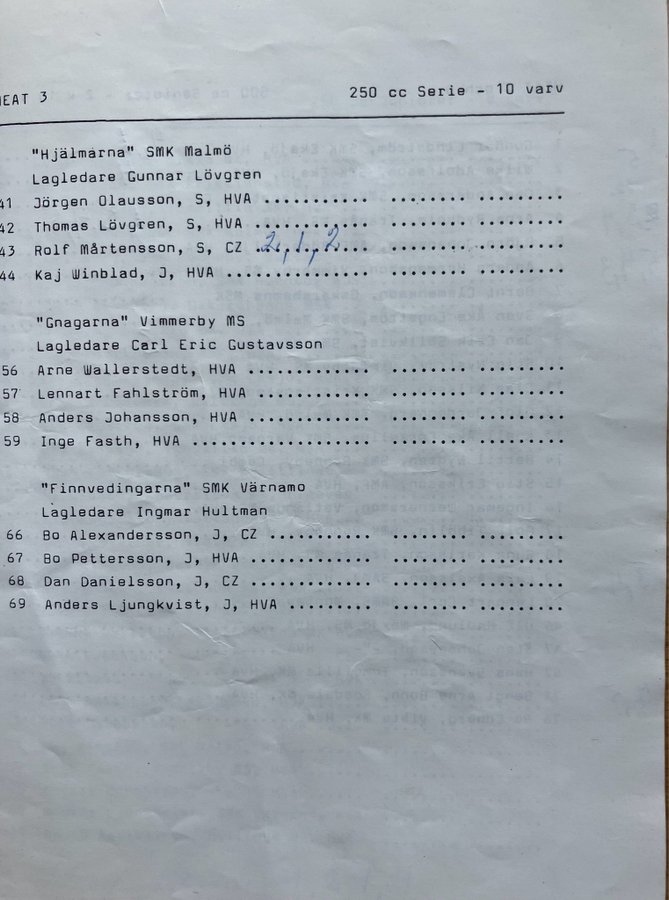 HEAT 3 250 cc Serie - 10 varv
"Hjälmarna" SMK Malmö
Lagledare Gunnar Lövgren
41 Jörgen Olausson, S, HVA ............ .......... ..........
42 Thomas Lövgren, S, HVA ............. .......... ..........
43 Rolf Mårtensson, S, CZ 2,1,2 .......... ..........
44 Kaj Winblad, J, HVA ................ .......... ..........
"Gnagarna" Vimmerby MS
Lagledare Carl Eric Gustavsson
56 Arne Wallerstedt, HVA .............. .......... ..........
57 Lennart Fahlström, HVA ............. .......... ..........
58 Anders Johansson, HVA .............. .......... ..........
59 Inge Fasth, HVA .................... .......... ..........
"Finnvedingarna" SMK Värnamo
Lagledare Ingmar Hultman
66 Bo Alexandersson, J, CZ ............ .......... ..........
67 Bo Pettersson, J, HVA .............. .......... ..........
68 Dan Danielsson, J, CZ .............. .......... ..........
69 Anders Ljungkvist, J, HVA .......... .......... ..........